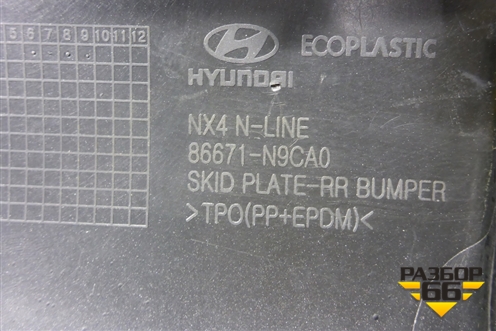 5 6 7 8 9 10 11 12
HYUNDAI
ECOPLASTIC
NX4 N-LINE
86671-N9CA0
SKID PLATE-RR BUMPER
>TPO(PP+EPDM)<
РАЗБОР
66